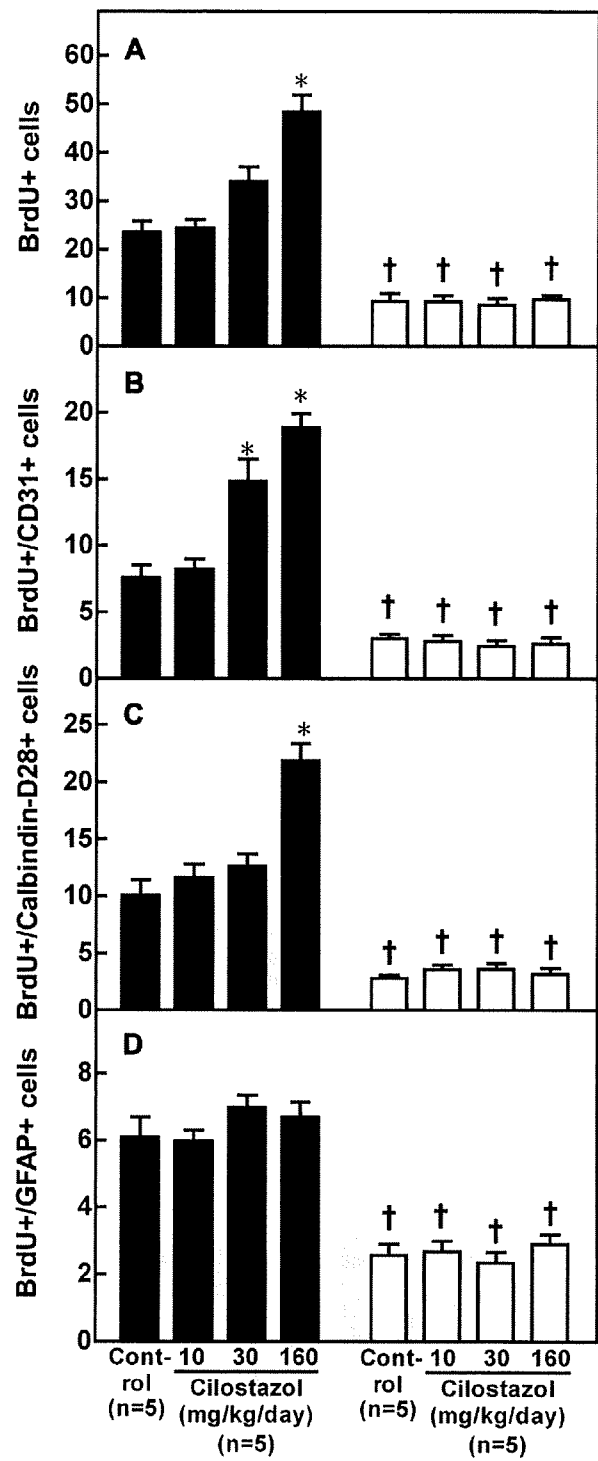 A
BrdU+ cells
60
50
40
30
20
10
0
*
† † † †
B
BrdU+/CD31+ cells
20
15
10
5
0
* *
† † † †
C
BrdU+/Calbindin-D28+ cells
25
20
15
10
5
0
*
† † † †
D
BrdU+/GFAP+ cells
8
6
4
2
0
† † † †
Cont- 10 30 160 Cont- 10 30 160
rol Cilostazol rol Cilostazol
(n=5) (mg/kg/day) (n=5) (mg/kg/day)
(n=5) (n=5)